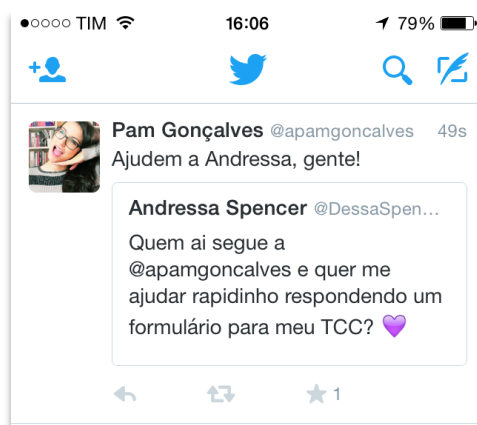 TIM 16:06 79%
Pam Gonçalves @apamgoncalves 49s
Ajudem a Andressa, gente!
Andressa Spencer @DessaSpen...
Quem ai segue a
@apamgoncalves e quer me
ajudar rapidinho respondendo um
formulário para meu TCC? 💜
1